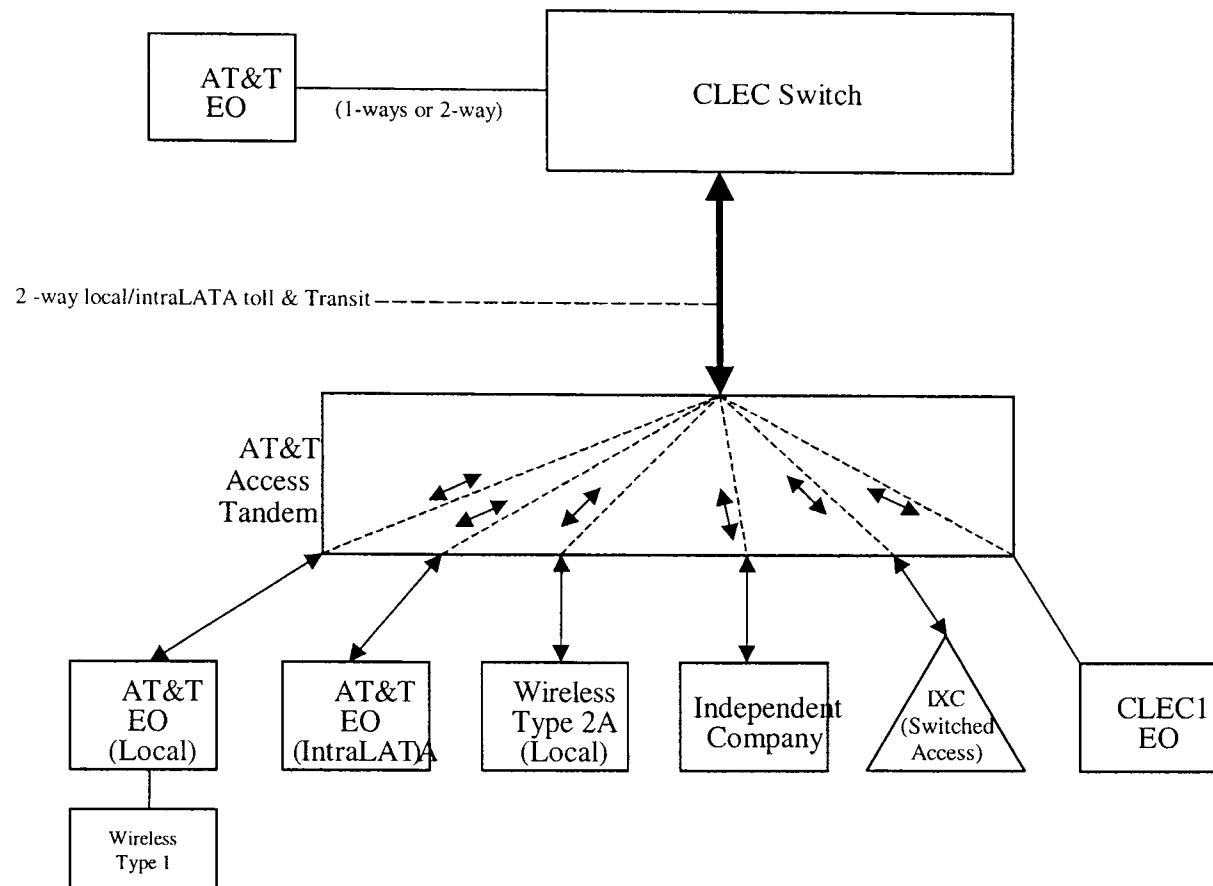 AT&T
EO
(1-ways or 2-way)
CLEC Switch
2 -way local/intraLATA toll & Transit
AT&T
Access
Tandem
AT&T
EO
(Local)
AT&T
EO
(IntraLAT)A
Wireless
Type 2A
(Local)
Independent
Company
IXC
(Switched
Access)
CLEC1
EO
Wireless
Type 1